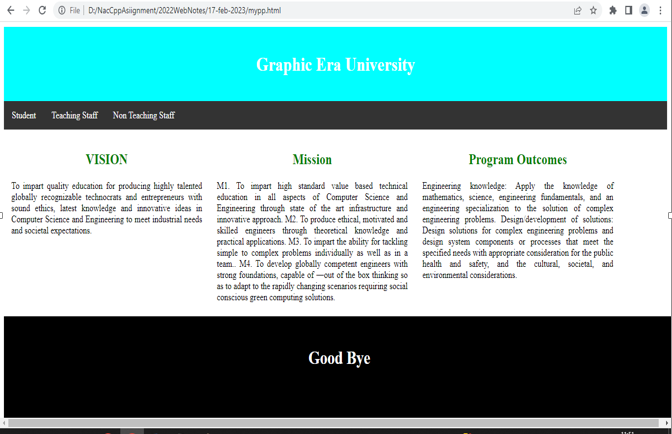 File D:/NacCppAsiignment/2022WebNotes/17-feb-2023/mypp.html
Graphic Era University
Student Teaching Staff Non Teaching Staff
VISION
To impart quality education for producing highly talented
globally recognizable technocrats and entrepreneurs with
sound ethics, latest knowledge and innovative ideas in
Computer Science and Engineering to meet industrial needs
and societal expectations.
Mission
M1. To impart high standard value based technical
education in all aspects of Computer Science and
Engineering through state of the art infrastructure and
innovative approach. M2. To produce ethical, motivated and
skilled engineers through theoretical knowledge and
practical applications. M3. To impart the ability for tackling
simple to complex problems individually as well as in a
team.. M4. To develop globally competent engineers with
strong foundations, capable of ―out of the box thinking so
as to adapt to the rapidly changing scenarios requiring social
conscious green computing solutions.
Program Outcomes
Engineering knowledge: Apply the knowledge of
mathematics, science, engineering fundamentals, and an
engineering specialization to the solution of complex
engineering problems. Design/development of solutions:
Design solutions for complex engineering problems and
design system components or processes that meet the
specified needs with appropriate consideration for the public
health and safety, and the cultural, societal, and
environmental considerations.
Good Bye